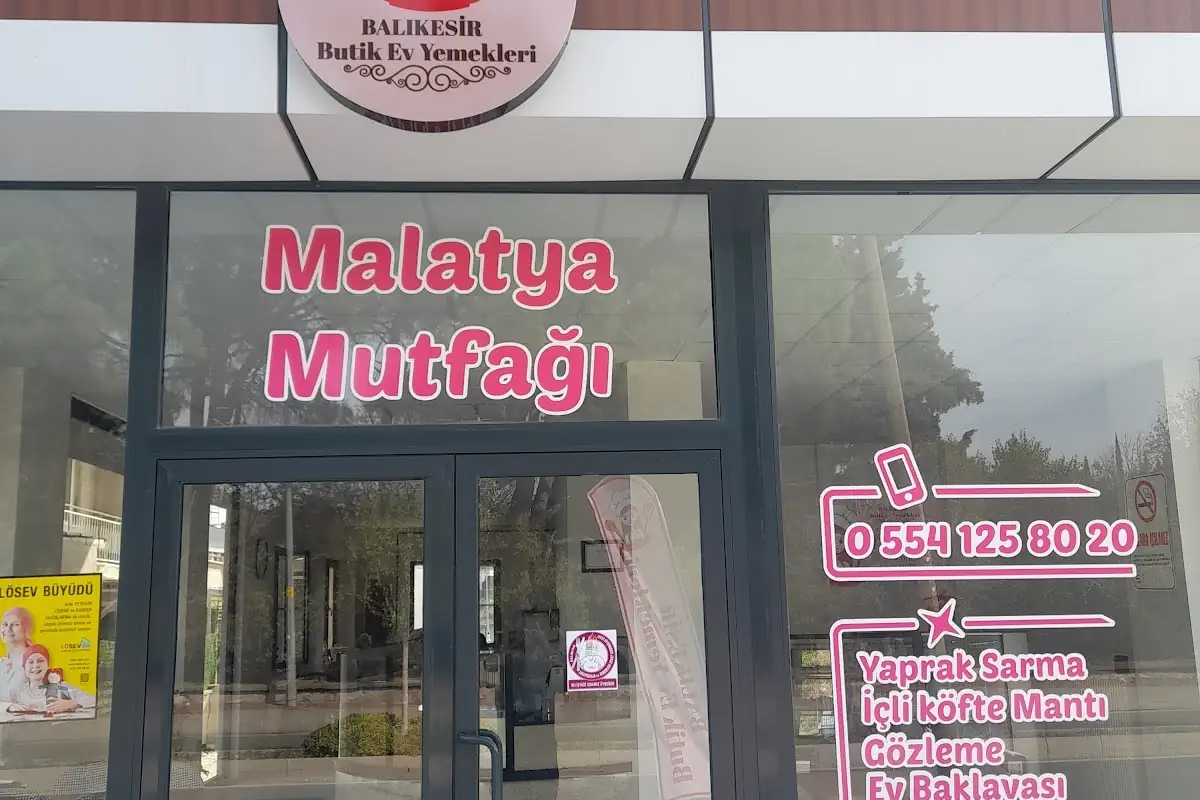 BALIKESİR
Butik Ev Yemekleri
Malatya
Mutfağı
0 554 125 80 20
Yaprak Sarma
İçli köfte Mantı
Gözleme
Ev Baklavası
LÖSEV BÜYÜDÜ
LÖSEV